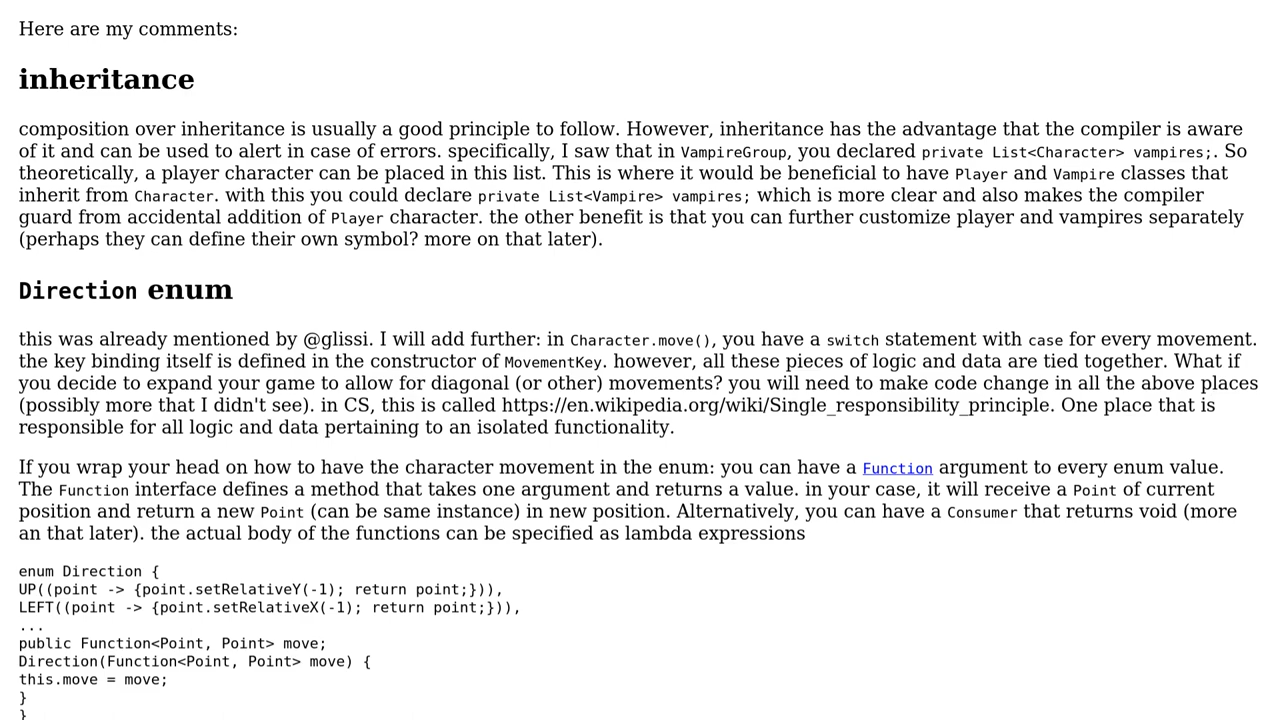 Here are my comments:
inheritance
composition over inheritance is usually a good principle to follow. However, inheritance has the advantage that the compiler is aware
of it and can be used to alert in case of errors. specifically, I saw that in VampireGroup, you declared private List<Character> vampires;. So
theoretically, a player character can be placed in this list. This is where it would be beneficial to have Player and Vampire classes that
inherit from Character. with this you could declare private List<Vampire> vampires; which is more clear and also makes the compiler
guard from accidental addition of Player character. the other benefit is that you can further customize player and vampires separately
(perhaps they can define their own symbol? more on that later).
Direction enum
this was already mentioned by @glissi. I will add further: in Character.move(), you have a switch statement with case for every movement.
the key binding itself is defined in the constructor of MovementKey. however, all these pieces of logic and data are tied together. What if
you decide to expand your game to allow for diagonal (or other) movements? you will need to make code change in all the above places
(possibly more that I didn't see). in CS, this is called https://en.wikipedia.org/wiki/Single_responsibility_principle. One place that is
responsible for all logic and data pertaining to an isolated functionality.
If you wrap your head on how to have the character movement in the enum: you can have a Function argument to every enum value.
The Function interface defines a method that takes one argument and returns a value. in your case, it will receive a Point of current
position and return a new Point (can be same instance) in new position. Alternatively, you can have a Consumer that returns void (more
an that later). the actual body of the functions can be specified as lambda expressions
enum Direction {
UP((point -> {point.setRelativeY(-1); return point;})),
LEFT((point -> {point.setRelativeX(-1); return point;})),
...
public Function<Point, Point> move;
Direction(Function<Point, Point> move) {
this.move = move;
}
}